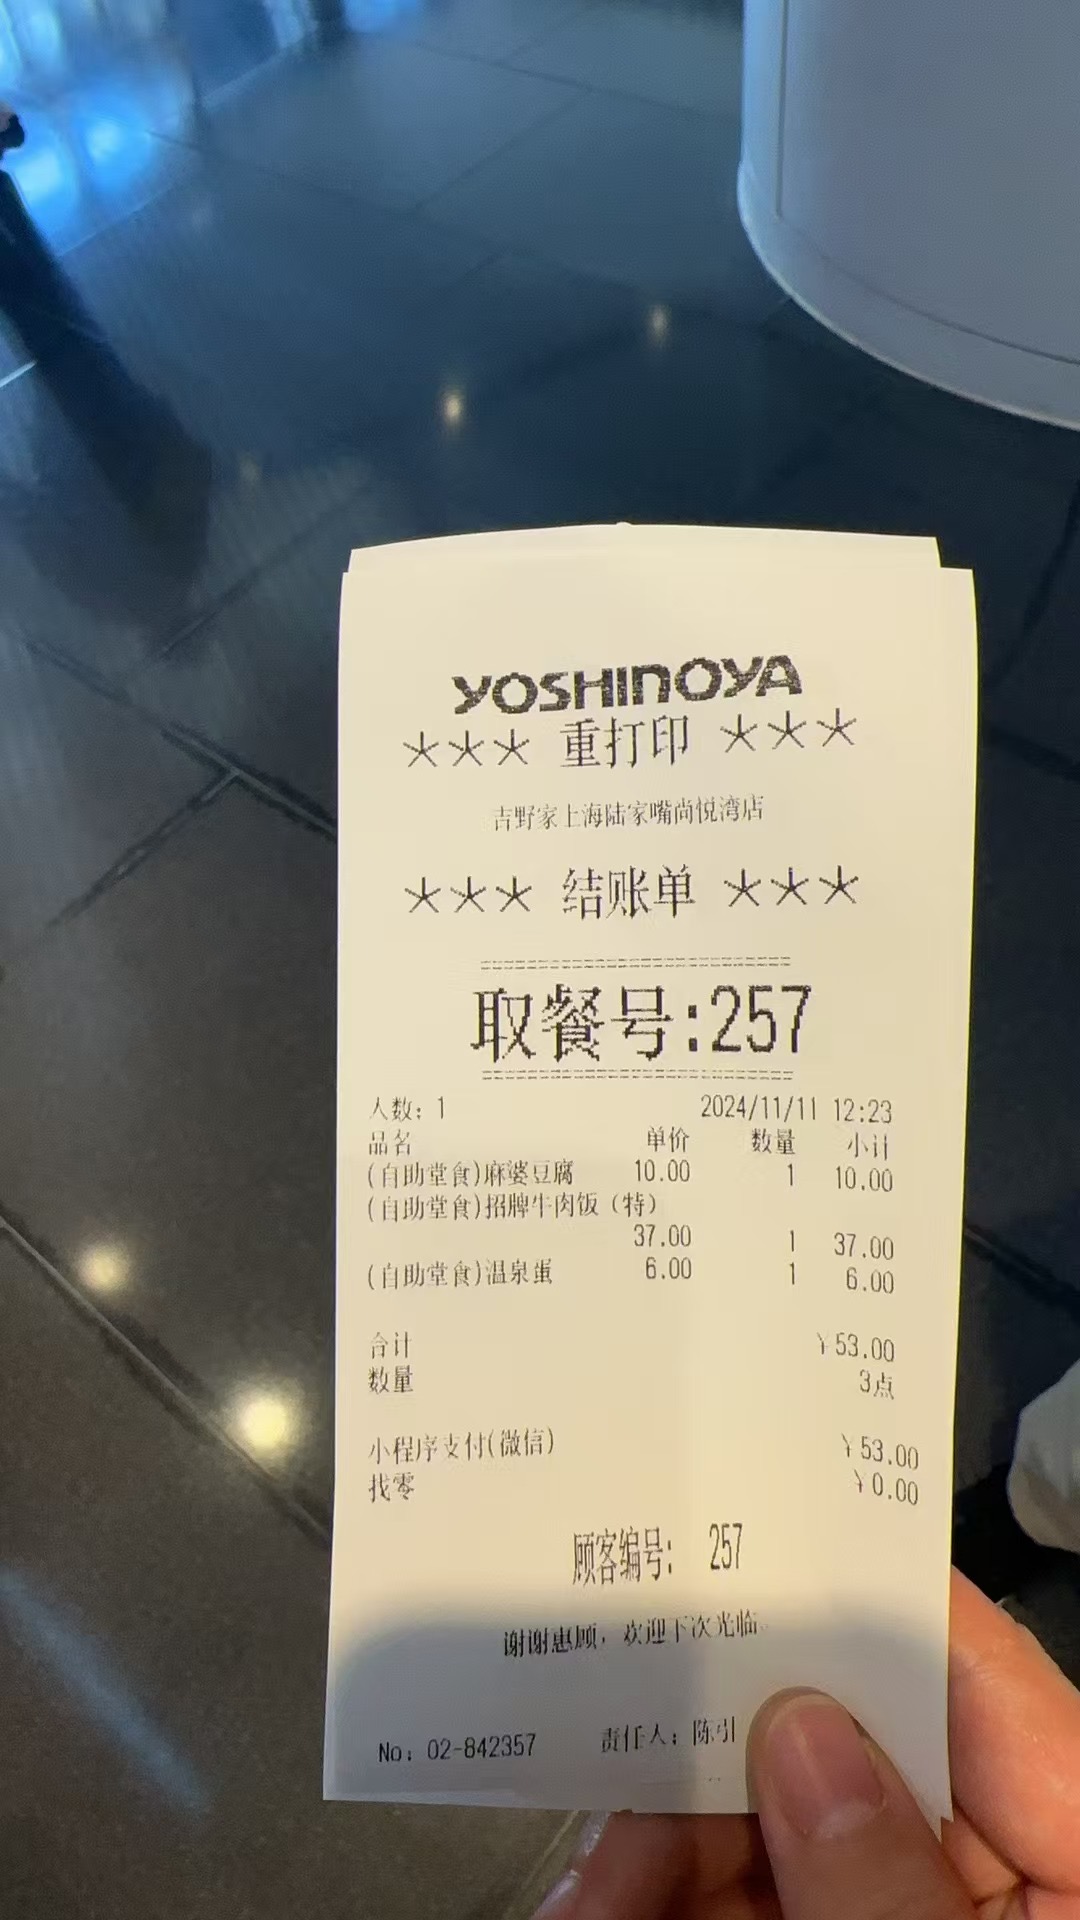 YOSHINOYA
*** 重打印 ***
吉野家上海陆家嘴尚悦湾店
*** 结账单 ***
取餐号:257
人数: 1 2024/11/11 12:23
品名 单价 数量 小计
(自助堂食)麻婆豆腐 10.00 1 10.00
(自助堂食)招牌牛肉饭（特）
37.00 1 37.00
(自助堂食)温泉蛋 6.00 1 6.00
合计 ¥53.00
数量 3点
小程序支付(微信) ¥53.00
找零 ¥0.00
顾客编号: 257
谢谢惠顾，欢迎下次光临。
No: 02-842357 责任人: 陈引